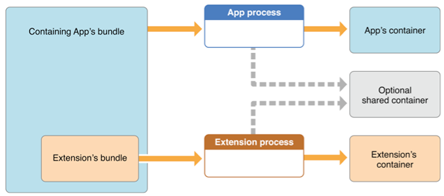 Containing App's bundle
App process
App's container
Optional
shared container
Extension's bundle
Extension process
Extension's
container